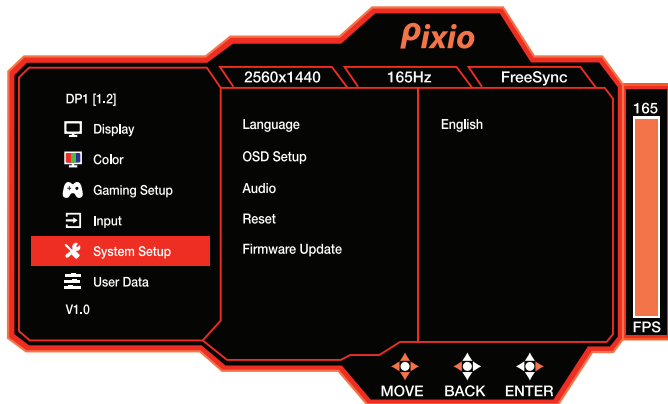 Pixio
2560x1440 165Hz FreeSync
DP1 [1.2]
Display
Color
Gaming Setup
Input
System Setup
User Data
V1.0
Language
OSD Setup
Audio
Reset
Firmware Update
English
165
FPS
MOVE BACK ENTER